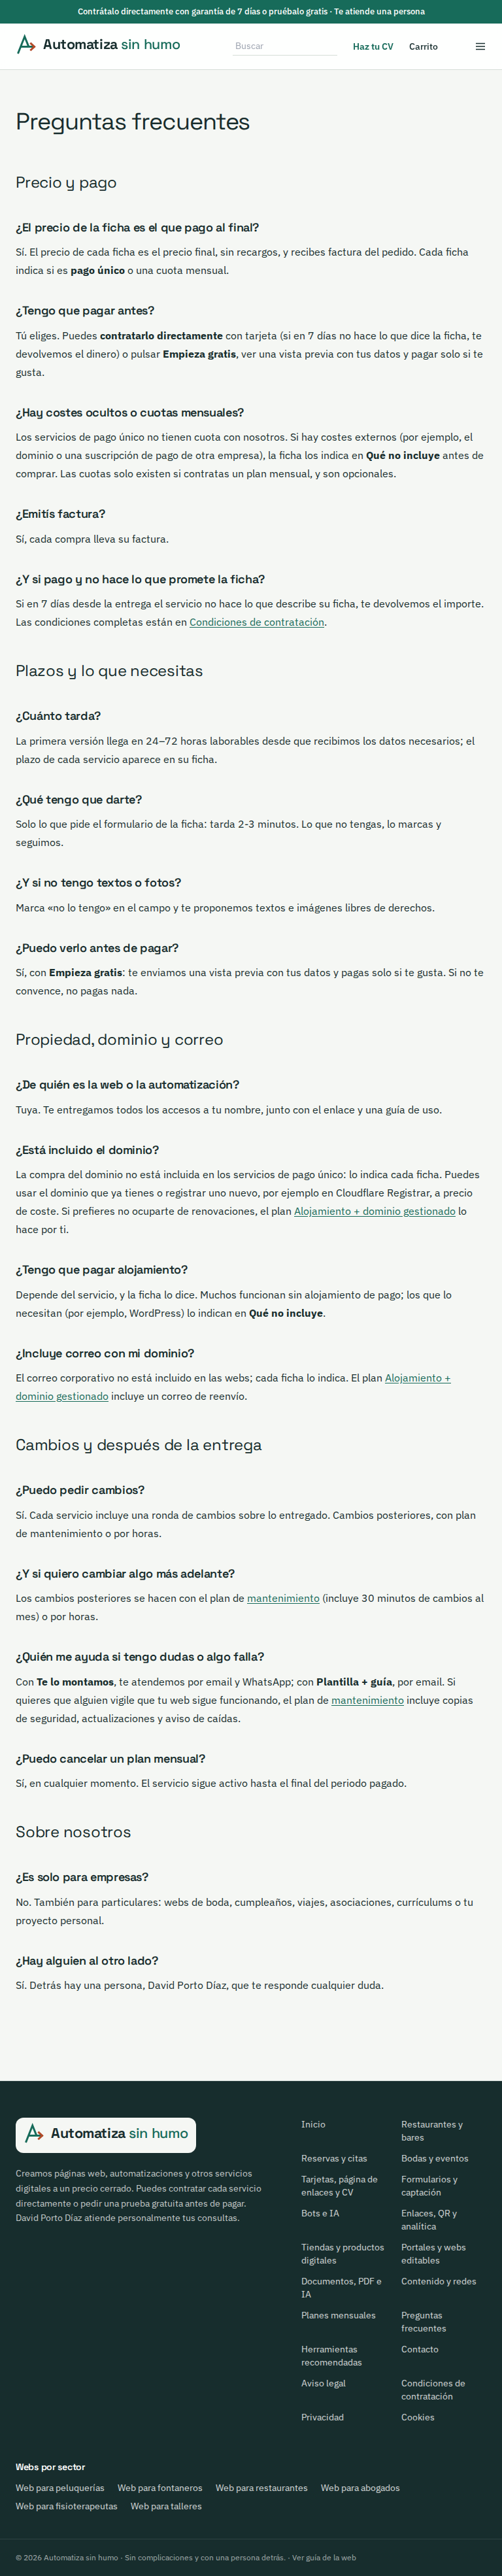 Contrátalo directamente con garantía de 7 días o pruébalo gratis · Te atiende una persona
Automatiza sin humo
Buscar
Haz tu CV
Carrito
Preguntas frecuentes
Precio y pago
¿El precio de la ficha es el que pago al final?
Sí. El precio de cada ficha es el precio final, sin recargos, y recibes factura del pedido. Cada ficha
indica si es pago único o una cuota mensual.
¿Tengo que pagar antes?
Tú eliges. Puedes contratarlo directamente con tarjeta (si en 7 días no hace lo que dice la ficha, te
devolvemos el dinero) o pulsar Empieza gratis, ver una vista previa con tus datos y pagar solo si te
gusta.
¿Hay costes ocultos o cuotas mensuales?
Los servicios de pago único no tienen cuota con nosotros. Si hay costes externos (por ejemplo, el
dominio o una suscripción de pago de otra empresa), la ficha los indica en Qué no incluye antes de
comprar. Las cuotas solo existen si contratas un plan mensual, y son opcionales.
¿Emitís factura?
Sí, cada compra lleva su factura.
¿Y si pago y no hace lo que promete la ficha?
Si en 7 días desde la entrega el servicio no hace lo que describe su ficha, te devolvemos el importe.
Las condiciones completas están en Condiciones de contratación.
Plazos y lo que necesitas
¿Cuánto tarda?
La primera versión llega en 24–72 horas laborables desde que recibimos los datos necesarios; el
plazo de cada servicio aparece en su ficha.
¿Qué tengo que darte?
Solo lo que pide el formulario de la ficha: tarda 2-3 minutos. Lo que no tengas, lo marcas y
seguimos.
¿Y si no tengo textos o fotos?
Marca «no lo tengo» en el campo y te proponemos textos e imágenes libres de derechos.
¿Puedo verlo antes de pagar?
Sí, con Empieza gratis: te enviamos una vista previa con tus datos y pagas solo si te gusta. Si no te
convence, no pagas nada.
Propiedad, dominio y correo
¿De quién es la web o la automatización?
Tuya. Te entregamos todos los accesos a tu nombre, junto con el enlace y una guía de uso.
¿Está incluido el dominio?
La compra del dominio no está incluida en los servicios de pago único: lo indica cada ficha. Puedes
usar el dominio que ya tienes o registrar uno nuevo, por ejemplo en Cloudflare Registrar, a precio
de coste. Si prefieres no ocuparte de renovaciones, el plan Alojamiento + dominio gestionado lo
hace por ti.
¿Tengo que pagar alojamiento?
Depende del servicio, y la ficha lo dice. Muchos funcionan sin alojamiento de pago; los que lo
necesitan (por ejemplo, WordPress) lo indican en Qué no incluye.
¿Incluye correo con mi dominio?
El correo corporativo no está incluido en las webs; cada ficha lo indica. El plan Alojamiento +
dominio gestionado incluye un correo de reenvío.
Cambios y después de la entrega
¿Puedo pedir cambios?
Sí. Cada servicio incluye una ronda de cambios sobre lo entregado. Cambios posteriores, con plan
de mantenimiento o por horas.
¿Y si quiero cambiar algo más adelante?
Los cambios posteriores se hacen con el plan de mantenimiento (incluye 30 minutos de cambios al
mes) o por horas.
¿Quién me ayuda si tengo dudas o algo falla?
Con Te lo montamos, te atendemos por email y WhatsApp; con Plantilla + guía, por email. Si
quieres que alguien vigile que tu web sigue funcionando, el plan de mantenimiento incluye copias
de seguridad, actualizaciones y aviso de caídas.
¿Puedo cancelar un plan mensual?
Sí, en cualquier momento. El servicio sigue activo hasta el final del periodo pagado.
Sobre nosotros
¿Es solo para empresas?
No. También para particulares: webs de boda, cumpleaños, viajes, asociaciones, currículums o tu
proyecto personal.
¿Hay alguien al otro lado?
Sí. Detrás hay una persona, David Porto Díaz, que te responde cualquier duda.
Automatiza sin humo
Creamos páginas web, automatizaciones y otros servicios
digitales a un precio cerrado. Puedes contratar cada servicio
directamente o pedir una prueba gratuita antes de pagar.
David Porto Díaz atiende personalmente tus consultas.
Inicio
Restaurantes y
bares
Reservas y citas
Bodas y eventos
Tarjetas, página de
enlaces y CV
Formularios y
captación
Bots e IA
Enlaces, QR y
analítica
Tiendas y productos
digitales
Portales y webs
editables
Documentos, PDF e
IA
Contenido y redes
Planes mensuales
Preguntas
frecuentes
Herramientas
recomendadas
Contacto
Aviso legal
Condiciones de
contratación
Privacidad
Cookies
Webs por sector
Web para peluquerías
Web para fontaneros
Web para restaurantes
Web para abogados
Web para fisioterapeutas
Web para talleres
© 2026 Automatiza sin humo · Sin complicaciones y con una persona detrás. · Ver guía de la web